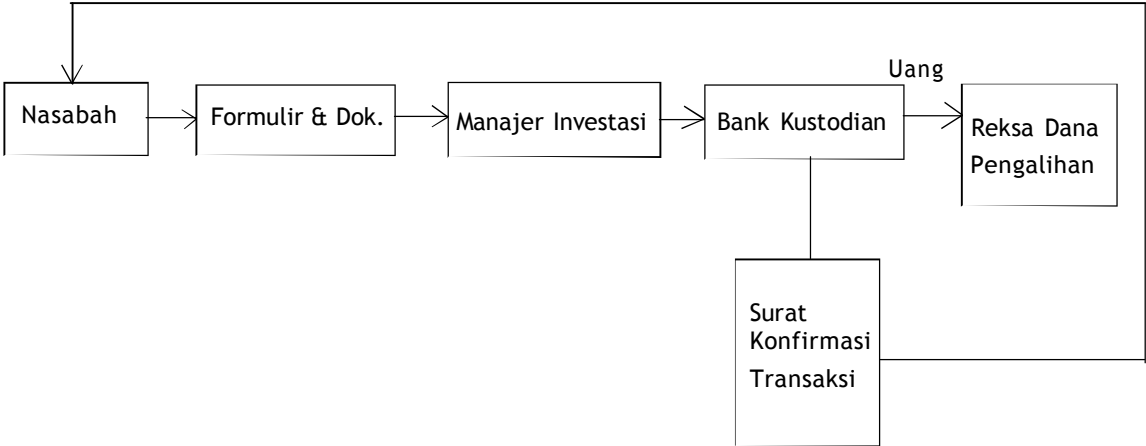 Uang
Nasabah
Formulir & Dok.
Manajer Investasi
Bank Kustodian
Reksa Dana
Pengalihan
Surat
Konfirmasi
Transaksi